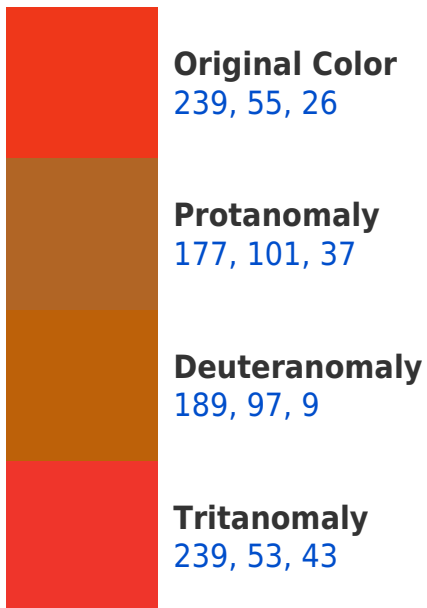 Original Color
239, 55, 26
Protanomaly
177, 101, 37
Deuteranomaly
189, 97, 9
Tritanomaly
239, 53, 43